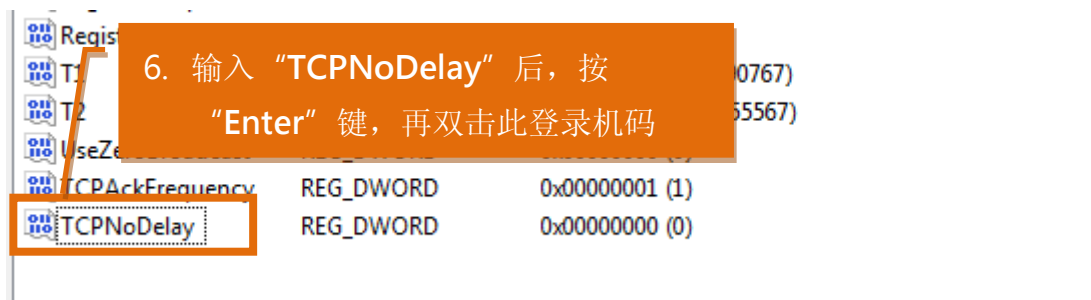 Regis
T1
6. 输入“TCPNoDelay”后，按
“Enter”键，再双击此登录机码
0767)
T2
55567)
TCPAckFrequency REG_DWORD 0x00000001 (1)
TCPNoDelay REG_DWORD 0x00000000 (0)